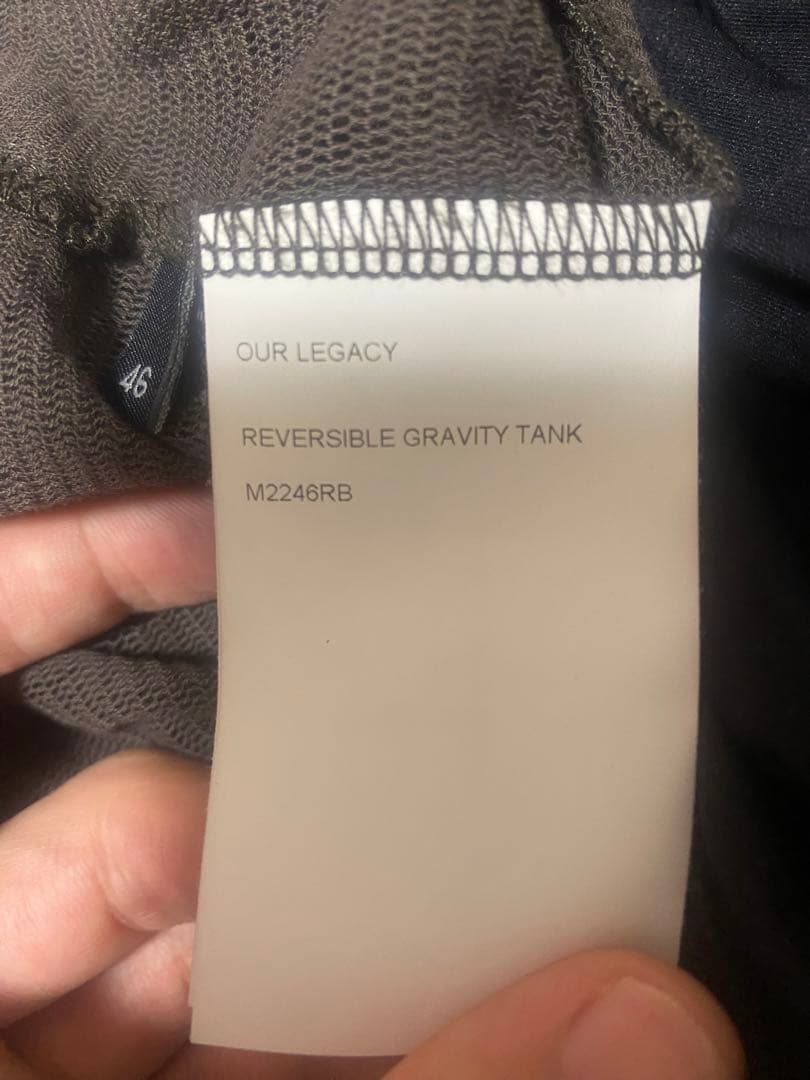 OUR LEGACY
REVERSIBLE GRAVITY TANK
M2246RB
46